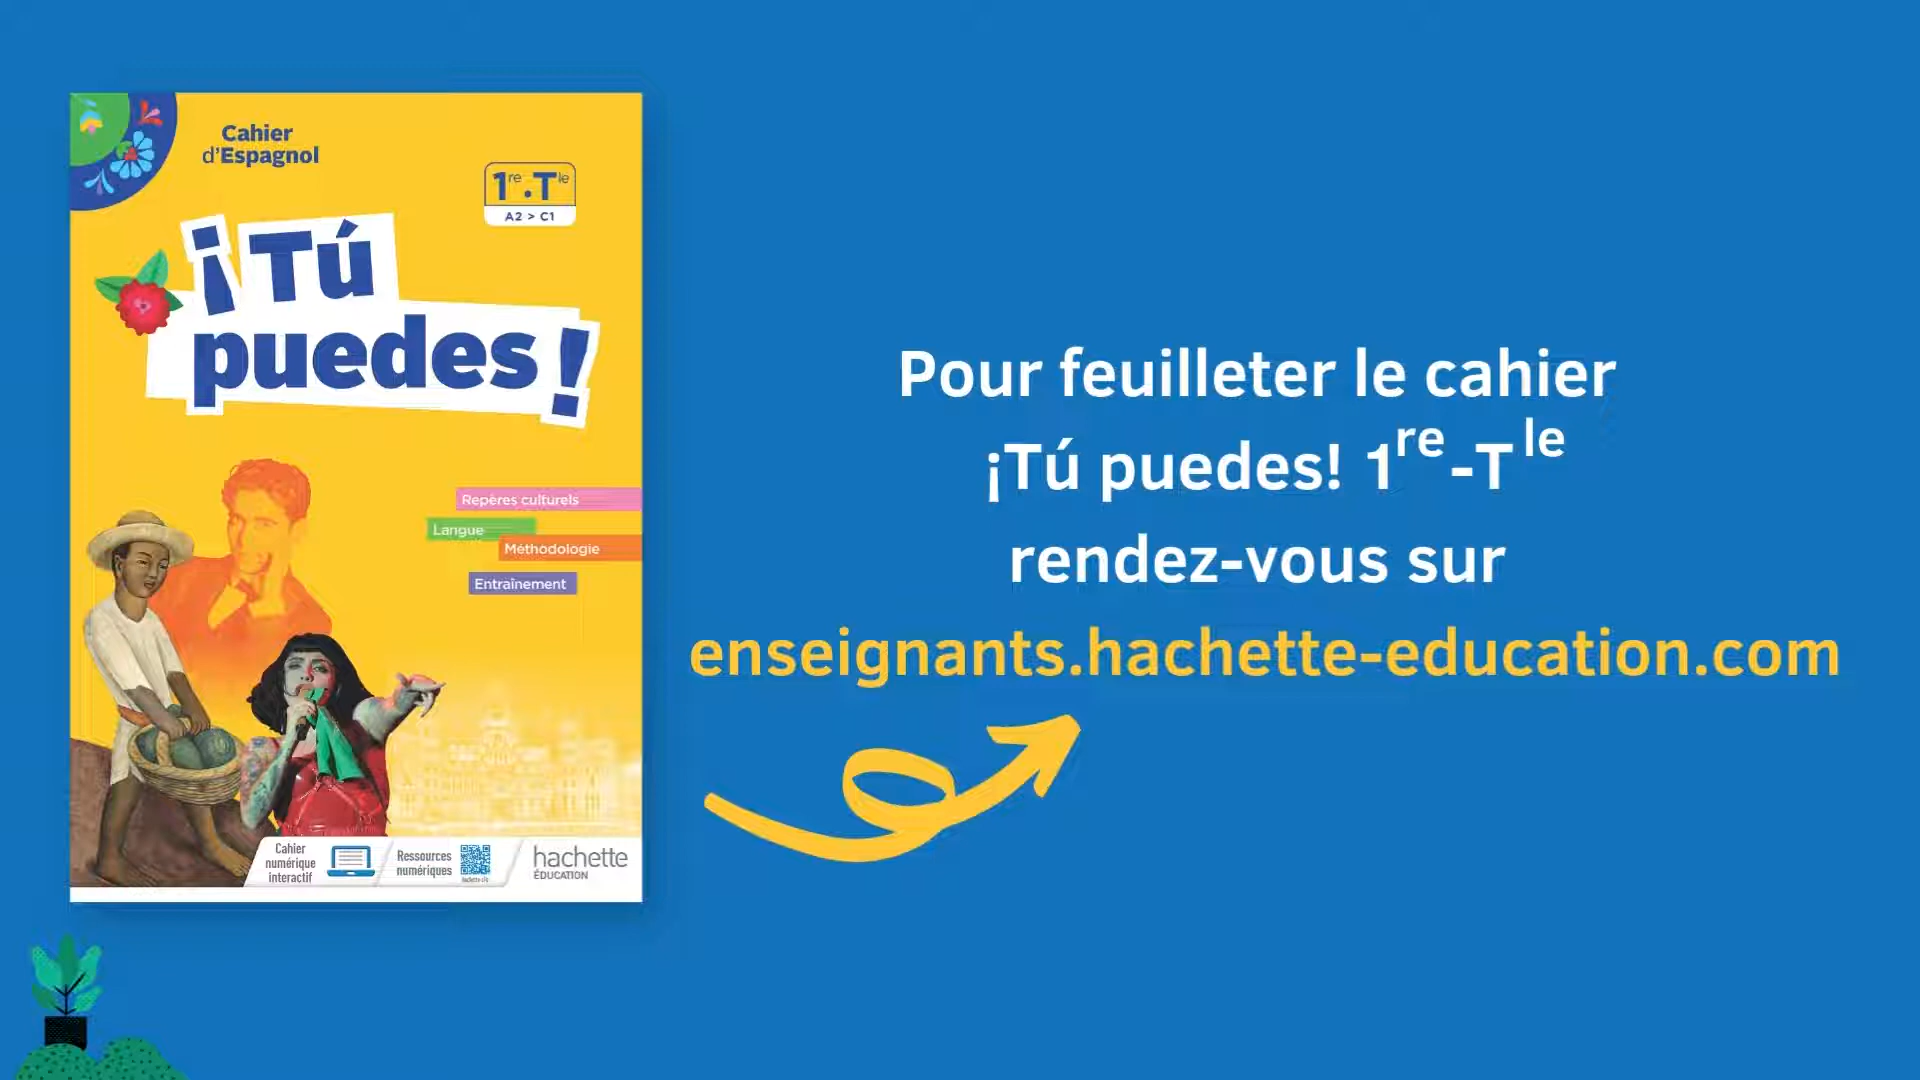 Cahier
d'Espagnol
1re.Tle
A2 > C1
¡Tú
puedes!
Repères culturels
Langue
Méthodologie
Entraînement
Cahier
numérique
interactif
Ressources
numériques
hachette
ÉDUCATION
Pour feuilleter le cahier
¡Tú puedes! 1re-Tle
rendez-vous sur
enseignants.hachette-education.com